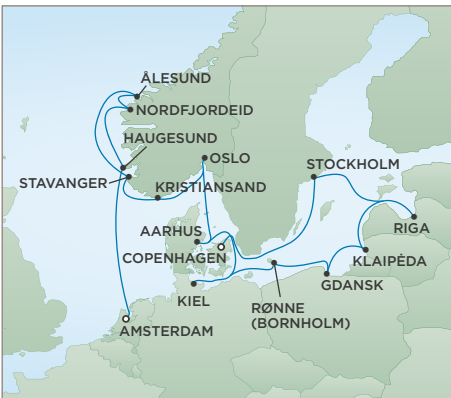 ÅLESUND
NORDFJORDEID
HAUGESUND
OSLO
STOCKHOLM
STAVANGER
KRISTIANSAND
RIGA
AARHUS
COPENHAGEN
KLAIPĖDA
GDANSK
KIEL
RØNNE
(BORNHOLM)
AMSTERDAM